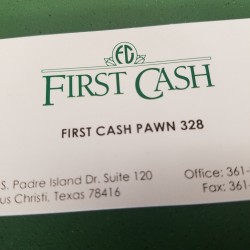 FC
FIRST CASH
FIRST CASH PAWN 328
S. Padre Island Dr. Suite 120
us Christi, Texas 78416
Office: 361-
Fax: 361-